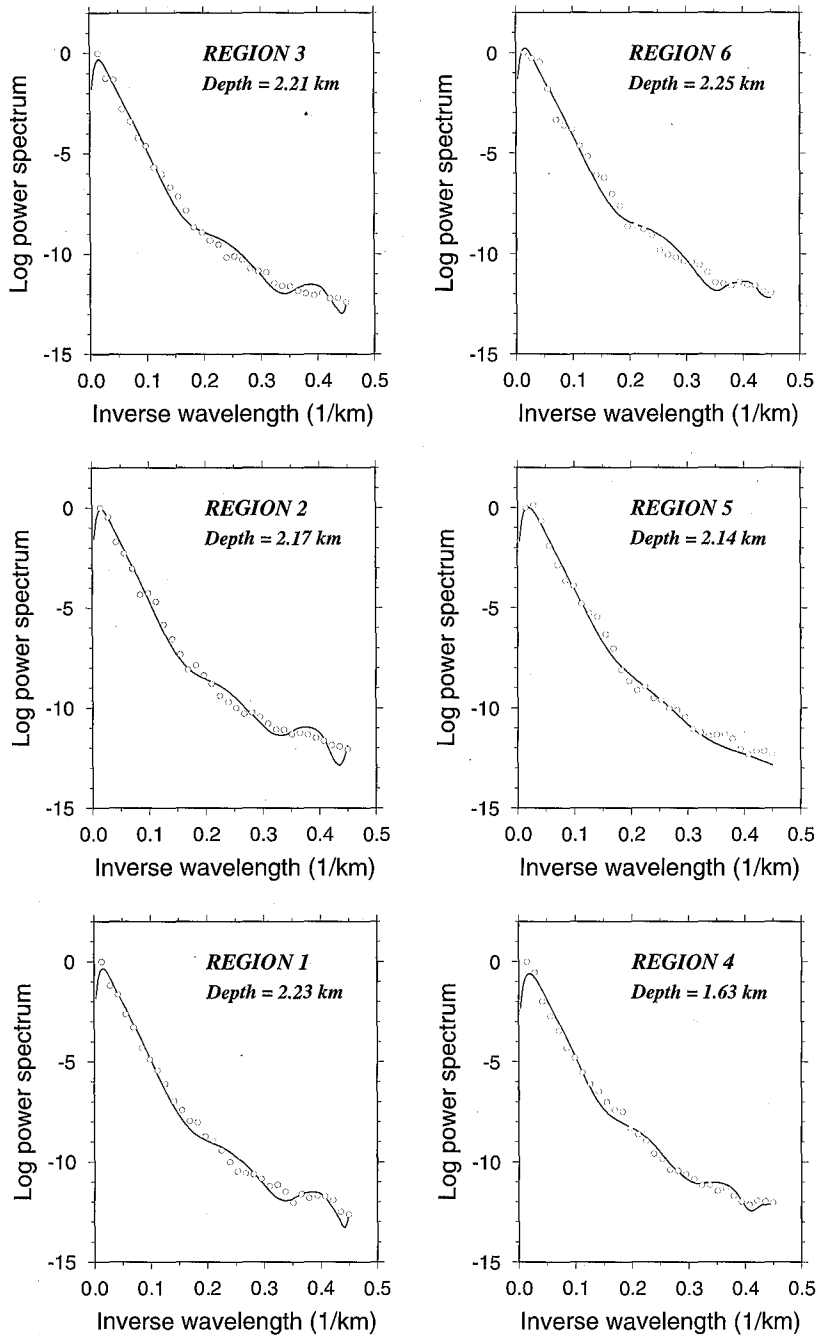 REGION 3
Depth = 2.21 km
0
-5
-10
-15
Log power spectrum
0.0 0.1 0.2 0.3 0.4 0.5
Inverse wavelength (1/km)
REGION 6
Depth = 2.25 km
0
-5
-10
-15
Log power spectrum
0.0 0.1 0.2 0.3 0.4 0.5
Inverse wavelength (1/km)
REGION 2
Depth = 2.17 km
0
-5
-10
-15
Log power spectrum
0.0 0.1 0.2 0.3 0.4 0.5
Inverse wavelength (1/km)
REGION 5
Depth = 2.14 km
0
-5
-10
-15
Log power spectrum
0.0 0.1 0.2 0.3 0.4 0.5
Inverse wavelength (1/km)
REGION 1
Depth = 2.23 km
0
-5
-10
-15
Log power spectrum
0.0 0.1 0.2 0.3 0.4 0.5
Inverse wavelength (1/km)
REGION 4
Depth = 1.63 km
0
-5
-10
-15
Log power spectrum
0.0 0.1 0.2 0.3 0.4 0.5
Inverse wavelength (1/km)